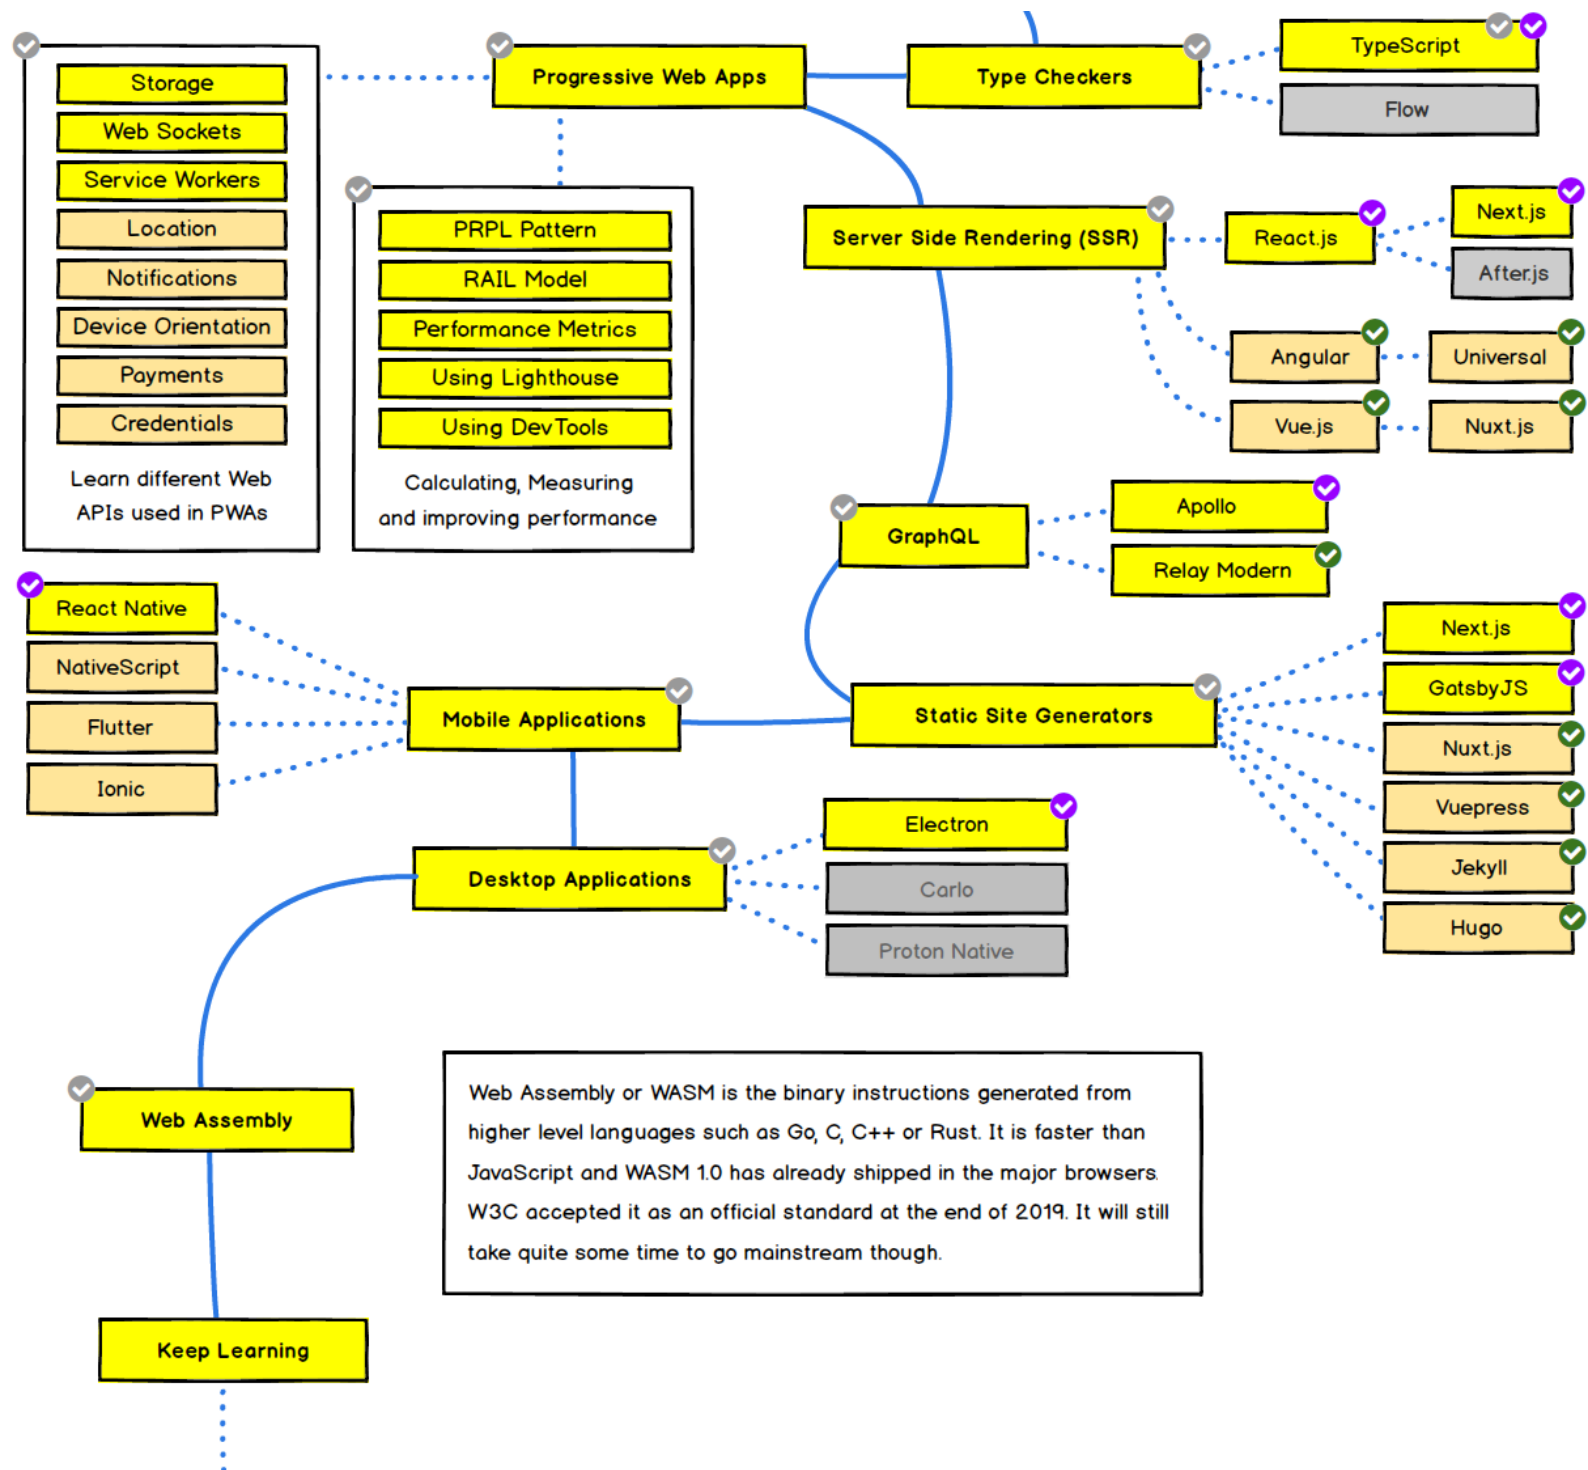 Storage
Web Sockets
Service Workers
Location
Notifications
Device Orientation
Payments
Credentials
Learn different Web
APIs used in PWAs
Progressive Web Apps
Type Checkers
TypeScript
Flow
PRPL Pattern
RAIL Model
Performance Metrics
Using Lighthouse
Using DevTools
Calculating, Measuring
and improving performance
Server Side Rendering (SSR)
React.js
Next.js
After.js
Angular
Universal
Vue.js
Nuxt.js
GraphQL
Apollo
Relay Modern
React Native
NativeScript
Flutter
Ionic
Mobile Applications
Static Site Generators
Next.js
GatsbyJS
Nuxt.js
Vuepress
Jekyll
Hugo
Desktop Applications
Electron
Carlo
Proton Native
Web Assembly
Web Assembly or WASM is the binary instructions generated from
higher level languages such as Go, C, C++ or Rust. It is faster than
JavaScript and WASM 1.0 has already shipped in the major browsers.
W3C accepted it as an official standard at the end of 2019. It will still
take quite some time to go mainstream though.
Keep Learning